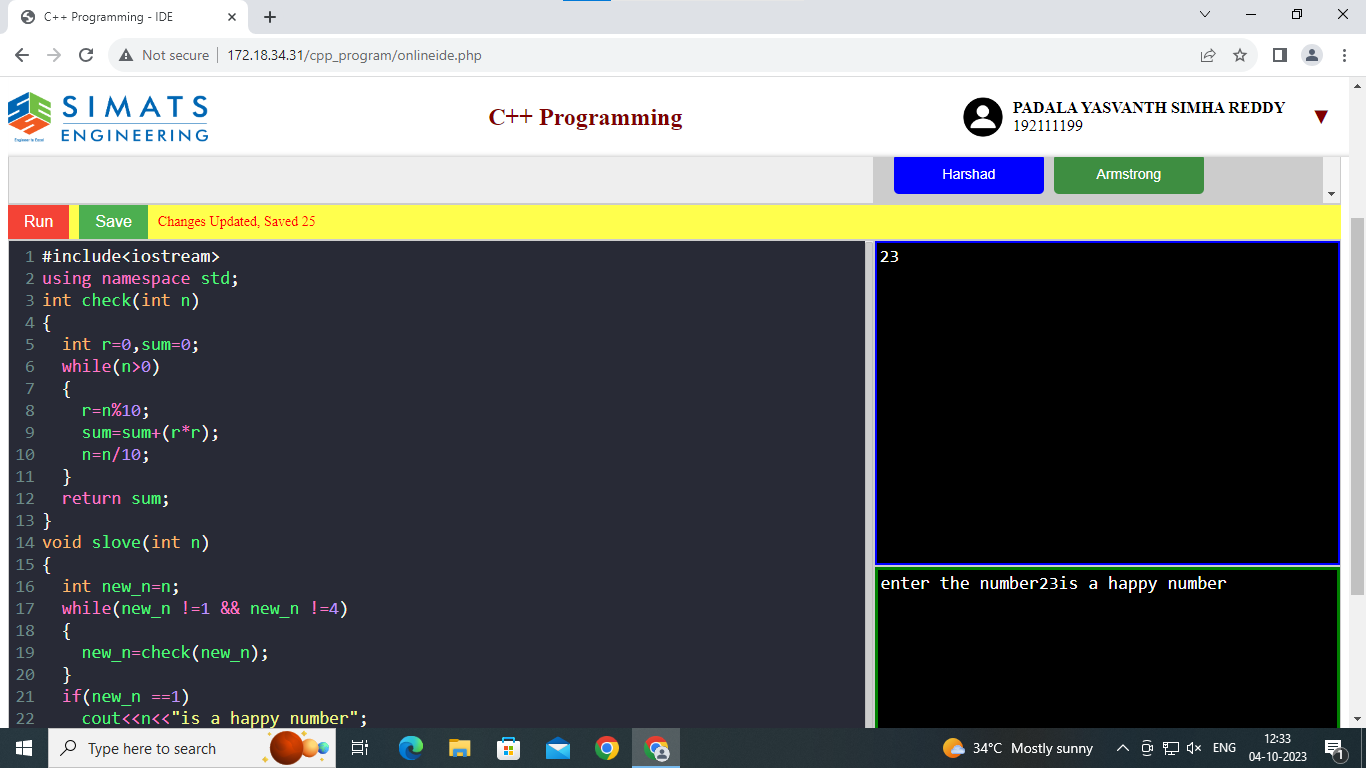 C++ Programming - IDE
Not secure
172.18.34.31/cpp_program/onlineide.php
SIMATS
ENGINEERING
Engineer to Excel
C++ Programming
PADALA YASVANTH SIMHA REDDY
192111199
Harshad
Armstrong
Run
Save
Changes Updated, Saved 25
1 #include<iostream>
2 using namespace std;
3 int check(int n)
4 {
5   int r=0,sum=0;
6   while(n>0)
7   {
8     r=n%10;
9     sum=sum+(r*r);
10     n=n/10;
11   }
12   return sum;
13 }
14 void slove(int n)
15 {
16   int new_n=n;
17   while(new_n !=1 && new_n !=4)
18   {
19     new_n=check(new_n);
20   }
21   if(new_n ==1)
22     cout<<n<<"is a happy number";
23
enter the number23is a happy number
Type here to search
34°C Mostly sunny
ENG
12:33
04-10-2023
1